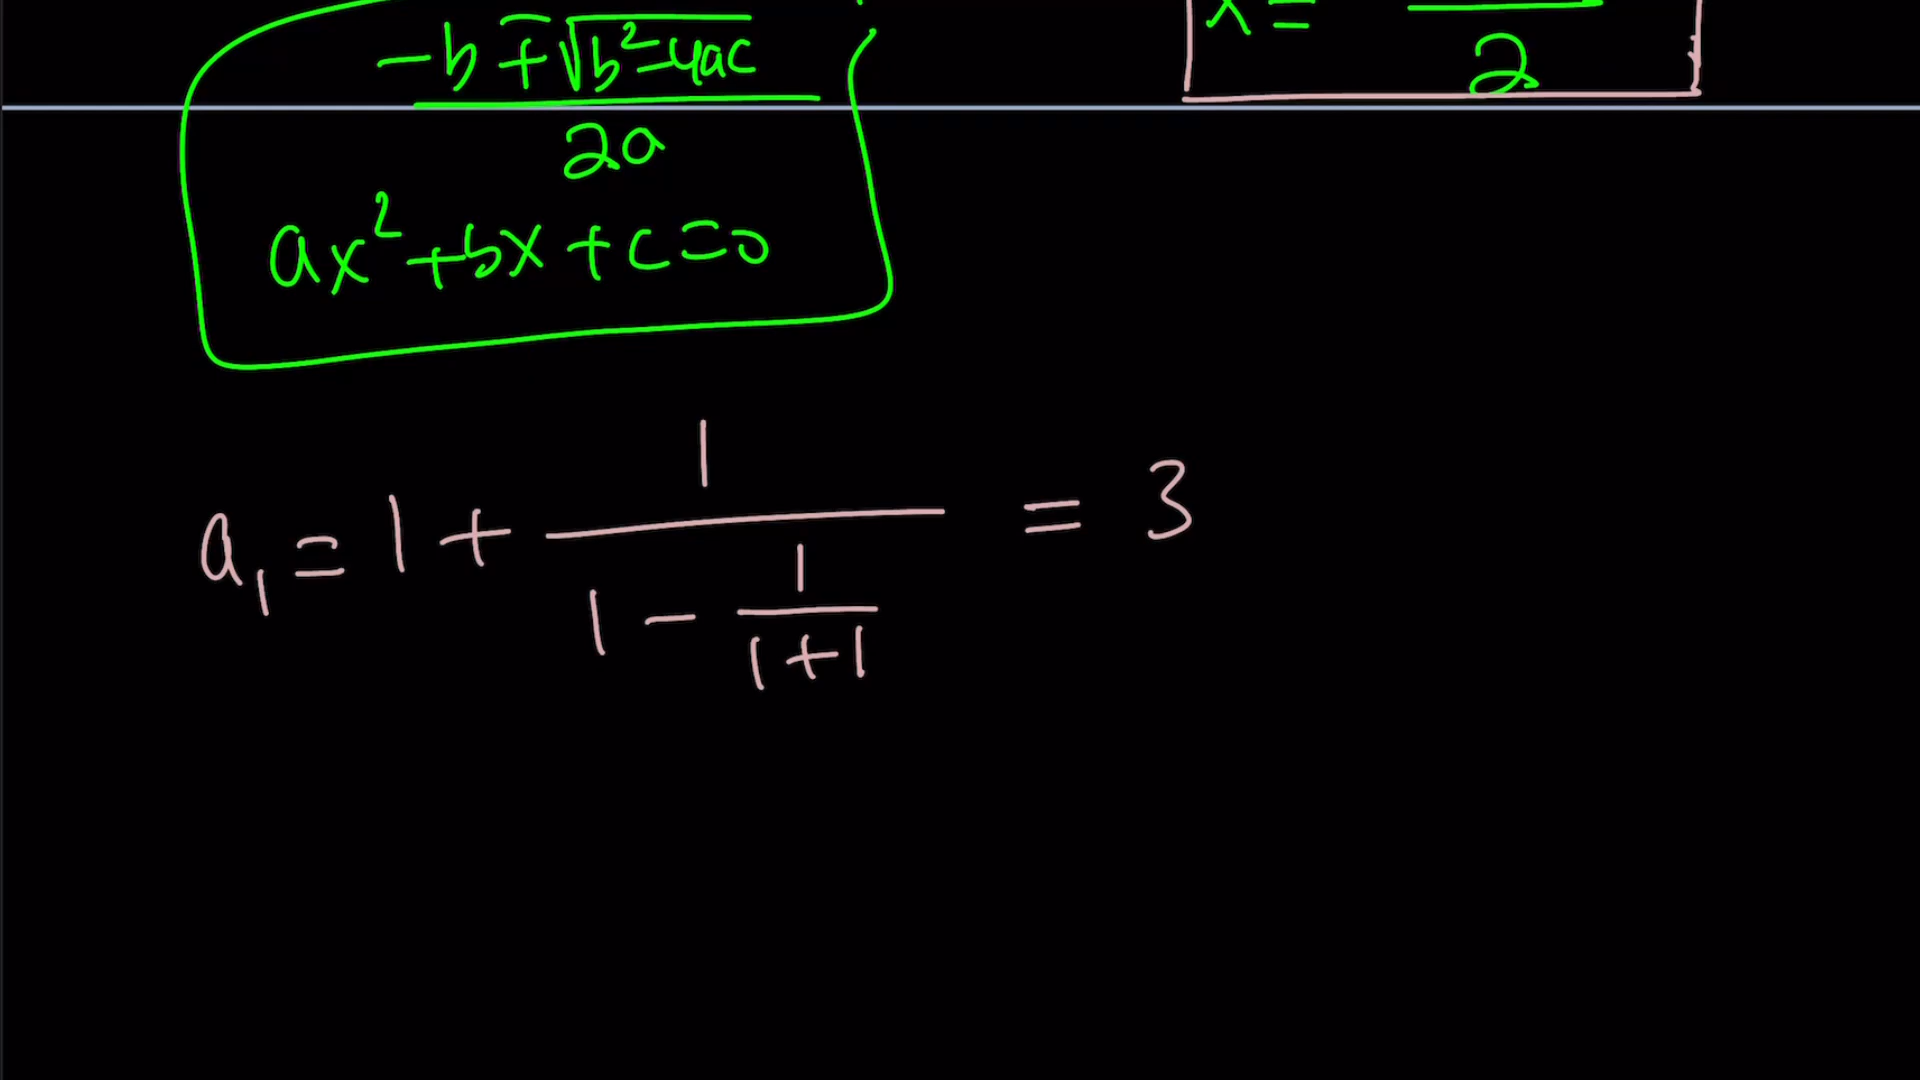 -b ∓ √b²-4ac
2a
ax² + bx + c = 0
x =
2
a₁ = 1 + 1/(1 - 1/(1+1)) = 3